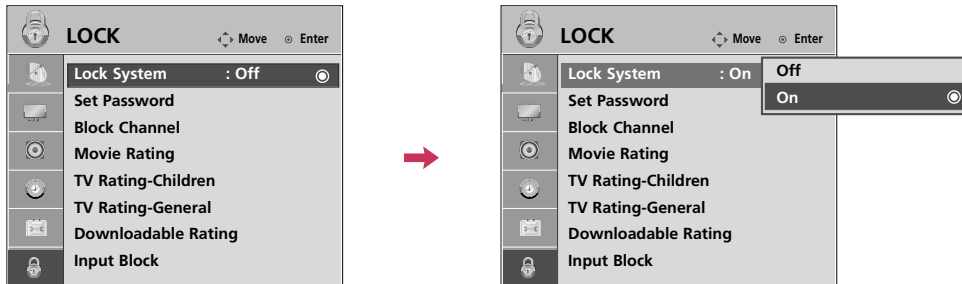 LOCK
Move
Enter
Lock System : Off
Set Password
Block Channel
Movie Rating
TV Rating-Children
TV Rating-General
Downloadable Rating
Input Block
LOCK
Move
Enter
Lock System : On
Off
On
Set Password
Block Channel
Movie Rating
TV Rating-Children
TV Rating-General
Downloadable Rating
Input Block